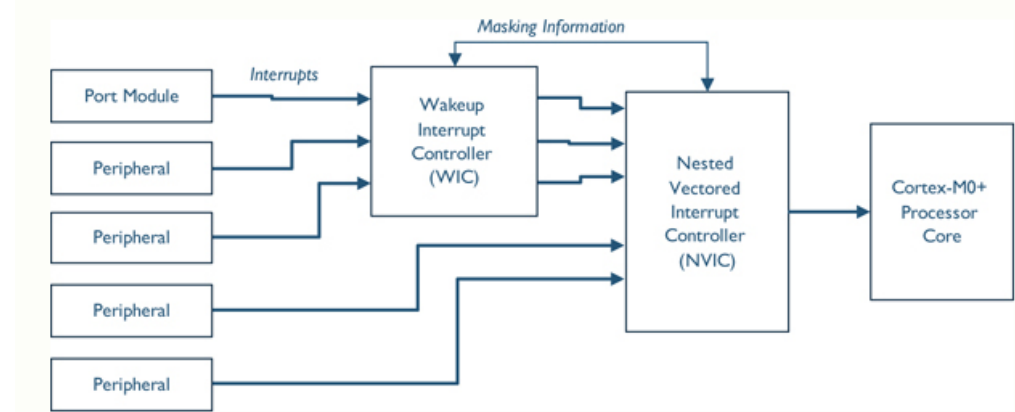 Masking Information
Interrupts
Port Module
Peripheral
Peripheral
Peripheral
Peripheral
Wakeup
Interrupt
Controller
(WIC)
Nested
Vectored
Interrupt
Controller
(NVIC)
Cortex-M0+
Processor
Core